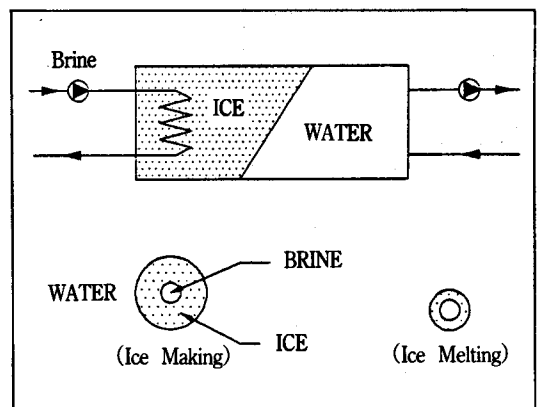 Brine
ICE
WATER
BRINE
WATER
ICE
(Ice Making)
(Ice Melting)